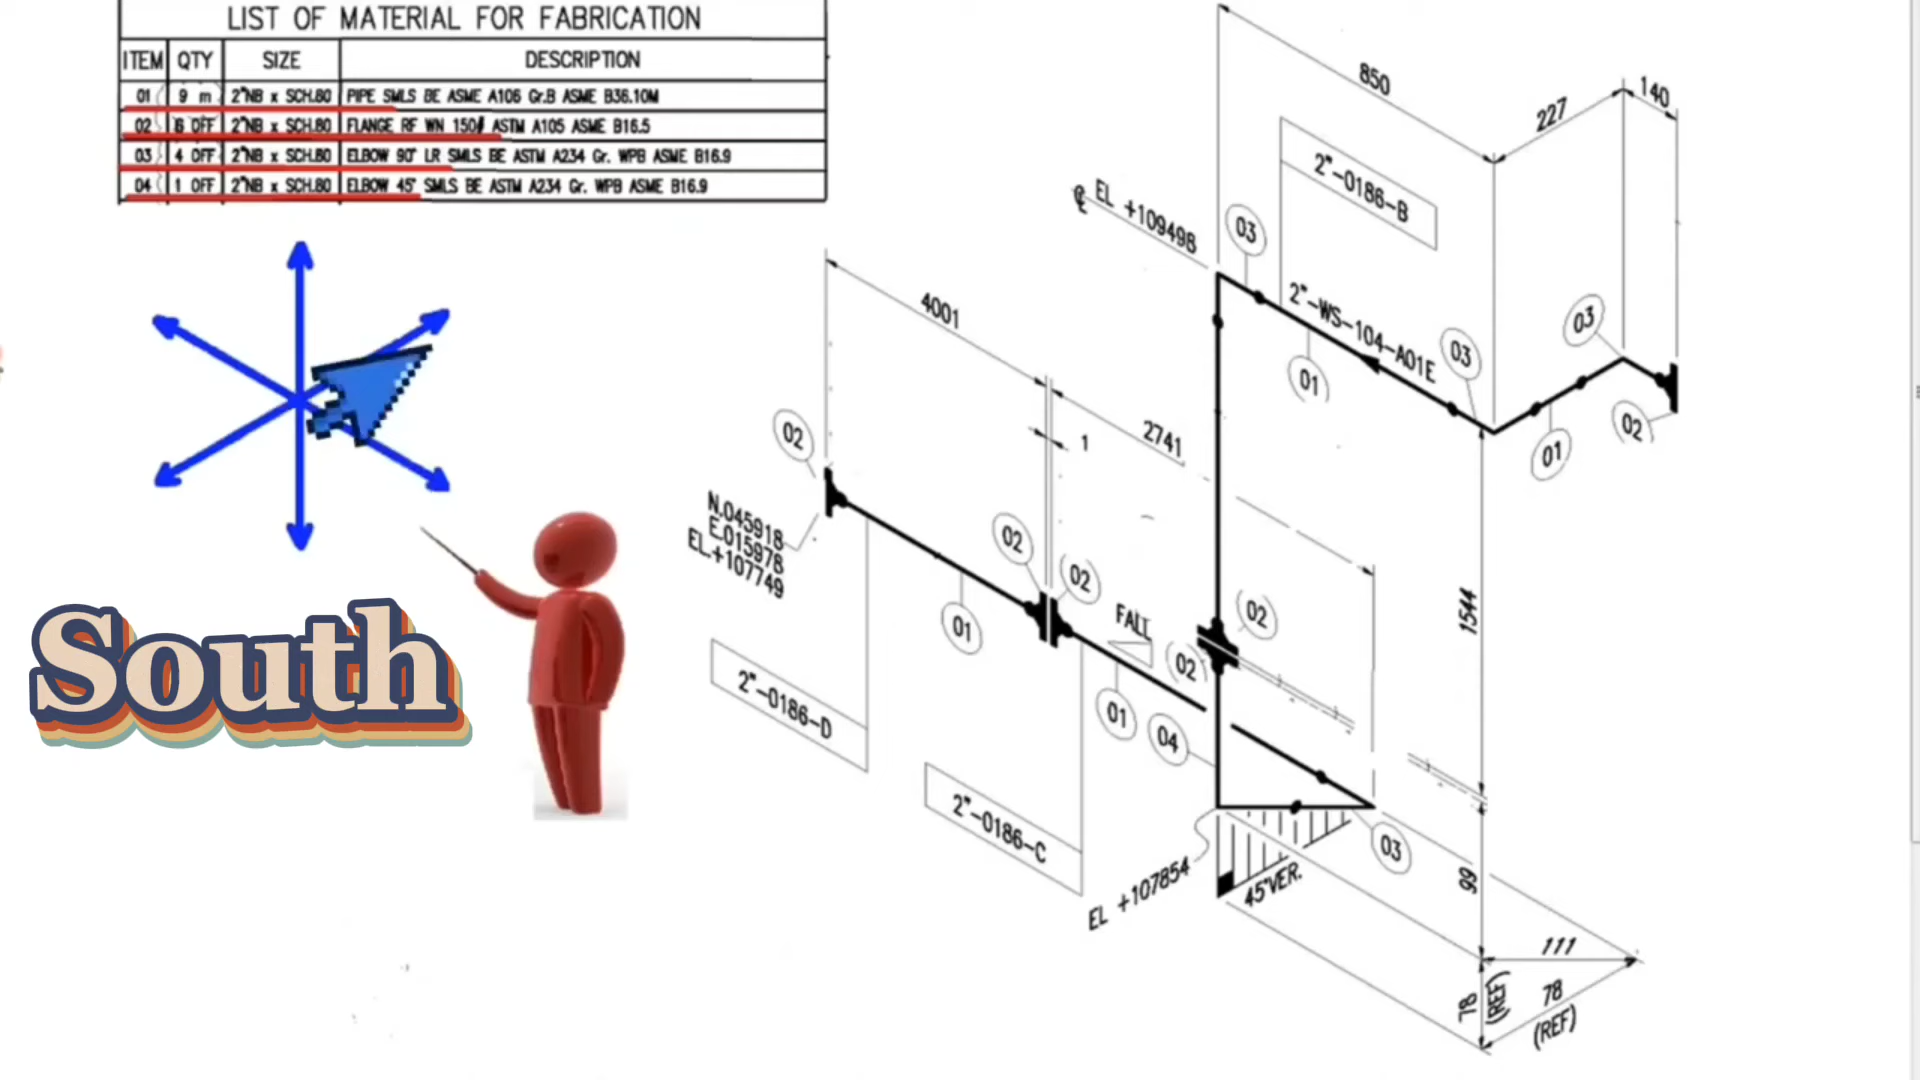 LIST OF MATERIAL FOR FABRICATION
ITEM QTY SIZE DESCRIPTION
01 9 m 2"NB x SCH.80 PIPE SMLS BE ASME A106 Gr.B ASME B36.10M
02 6 OFF 2"NB x SCH.80 FLANGE RF WN 150# ASTM A105 ASME B16.5
03 4 OFF 2"NB x SCH.80 ELBOW 90° LR SMLS BE ASTM A234 Gr. WPB ASME B16.9
04 1 OFF 2"NB x SCH.80 ELBOW 45° SMLS BE ASTM A234 Gr. WPB ASME B16.9
South
850
227
140
2"-0186-B
℄ EL +109498
03
2"-WS-104-A01E
03
03
01
01
02
4001
1
2741
02
N.045918
E.015978
EL.+107749
02
02
01
FALL
02
02
01
04
1544
2"-0186-D
2"-0186-C
EL +107854
45°VER.
03
99
111
78
(REF)
78
(REF)